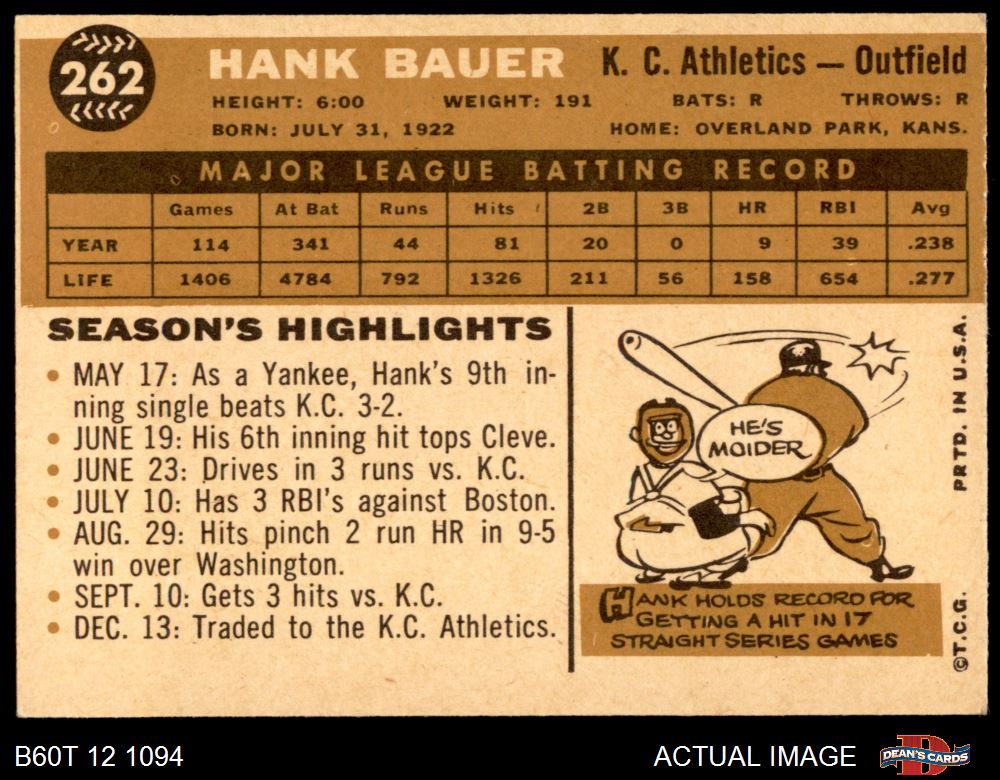 262
HANK BAUER K. C. Athletics — Outfield
HEIGHT: 6:00 WEIGHT: 191 BATS: R THROWS: R
BORN: JULY 31, 1922 HOME: OVERLAND PARK, KANS.
MAJOR LEAGUE BATTING RECORD
Games At Bat Runs Hits 2B 3B HR RBI Avg
YEAR 114 341 44 81 20 0 9 39 .238
LIFE 1406 4784 792 1326 211 56 158 654 .277
SEASON'S HIGHLIGHTS
• MAY 17: As a Yankee, Hank's 9th in-
ning single beats K.C. 3-2.
• JUNE 19: His 6th inning hit tops Cleve.
• JUNE 23: Drives in 3 runs vs. K.C.
• JULY 10: Has 3 RBI's against Boston.
• AUG. 29: Hits pinch 2 run HR in 9-5
win over Washington.
• SEPT. 10: Gets 3 hits vs. K.C.
• DEC. 13: Traded to the K.C. Athletics.
HE'S
MOIDER
HANK HOLDS RECORD FOR
GETTING A HIT IN 17
STRAIGHT SERIES GAMES
©T.C.G. PRTD. IN U.S.A.
B60T 12 1094 ACTUAL IMAGE DEAN'S CARDS